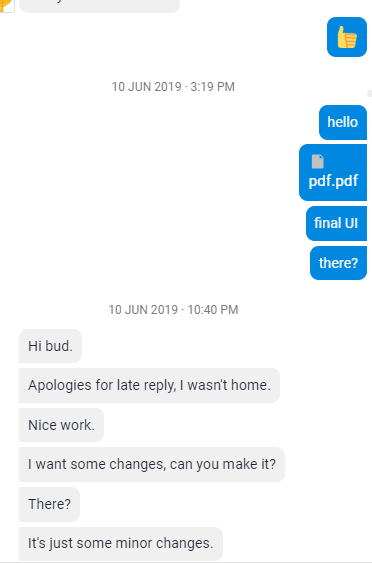 10 JUN 2019 · 3:19 PM
hello
pdf.pdf
final UI
there?
10 JUN 2019 · 10:40 PM
Hi bud.
Apologies for late reply, I wasn't home.
Nice work.
I want some changes, can you make it?
There?
It's just some minor changes.